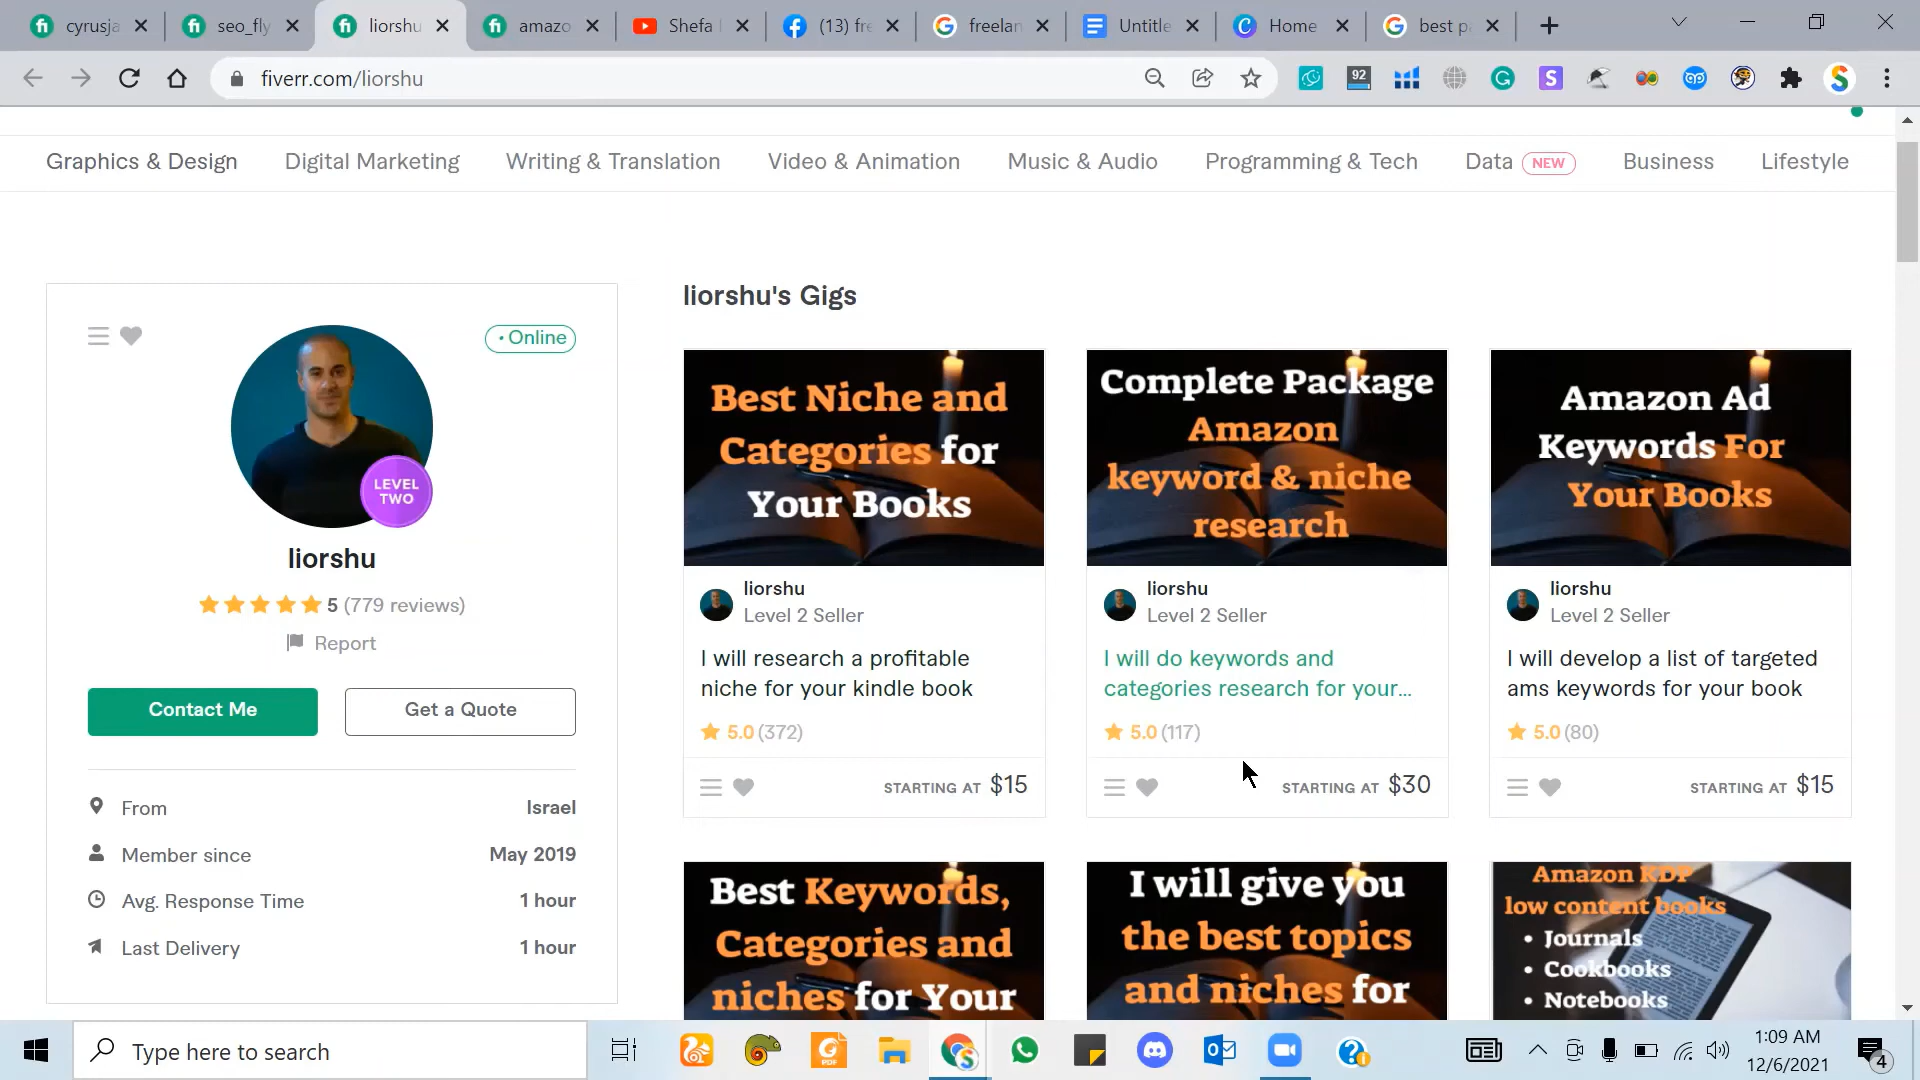 cyrusja
seo_fly
liorshu
amazo
Shefa
(13) fre
freelan
Untitle
Home
best p
fiverr.com/liorshu
92
Graphics & Design
Digital Marketing
Writing & Translation
Video & Animation
Music & Audio
Programming & Tech
Data NEW
Business
Lifestyle
Online
LEVEL
TWO
liorshu
5 (779 reviews)
Report
Contact Me
Get a Quote
From Israel
Member since May 2019
Avg. Response Time 1 hour
Last Delivery 1 hour
liorshu's Gigs
Best Niche and
Categories for
Your Books
liorshu
Level 2 Seller
I will research a profitable
niche for your kindle book
5.0 (372)
STARTING AT $15
Complete Package
Amazon
keyword & niche
research
liorshu
Level 2 Seller
I will do keywords and
categories research for your...
5.0 (117)
STARTING AT $30
Amazon Ad
Keywords For
Your Books
liorshu
Level 2 Seller
I will develop a list of targeted
ams keywords for your book
5.0 (80)
STARTING AT $15
Best Keywords,
Categories and
niches for Your
I will give you
the best topics
and niches for
Amazon KDP
low content books
• Journals
• Cookbooks
• Notebooks
Type here to search
PDF
1:09 AM
12/6/2021
4